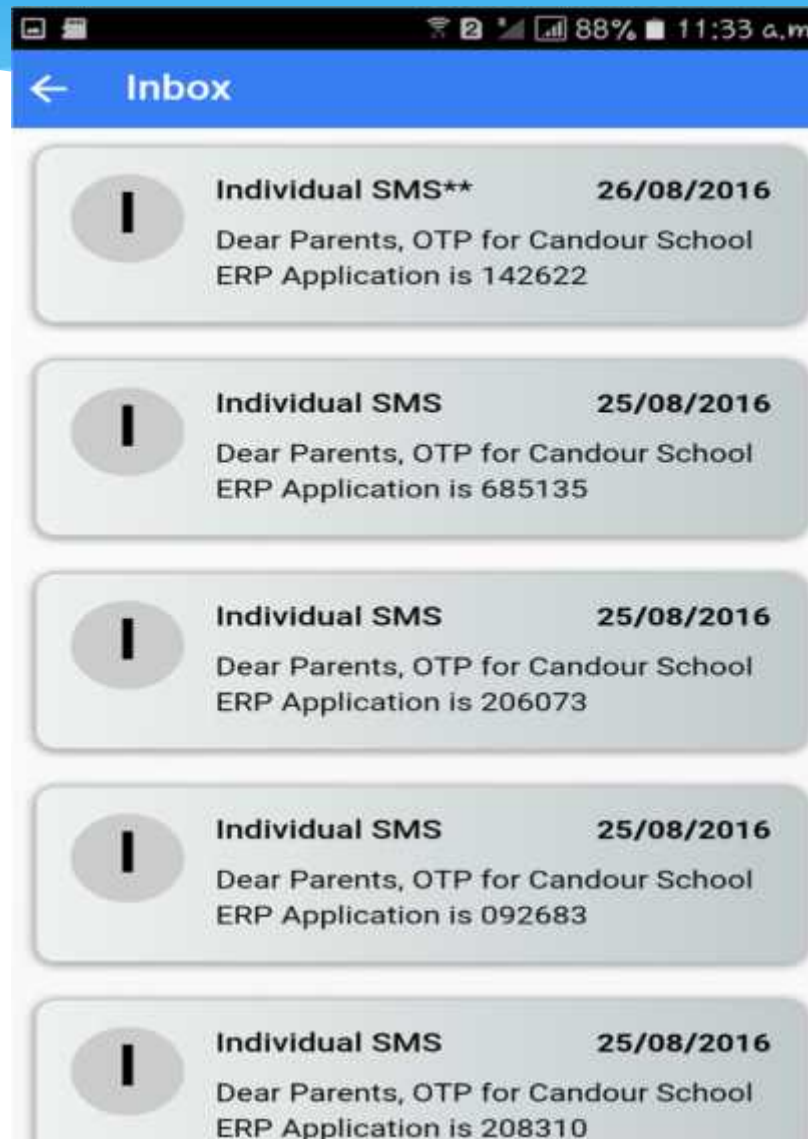 88% 11:33 a.m
Inbox
I
Individual SMS** 26/08/2016
Dear Parents, OTP for Candour School
ERP Application is 142622
I
Individual SMS 25/08/2016
Dear Parents, OTP for Candour School
ERP Application is 685135
I
Individual SMS 25/08/2016
Dear Parents, OTP for Candour School
ERP Application is 206073
I
Individual SMS 25/08/2016
Dear Parents, OTP for Candour School
ERP Application is 092683
I
Individual SMS 25/08/2016
Dear Parents, OTP for Candour School
ERP Application is 208310